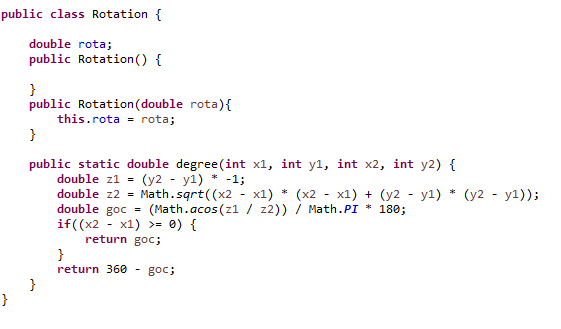 public class Rotation {
double rota;
public Rotation() {
}
public Rotation(double rota){
this.rota = rota;
}
public static double degree(int x1, int y1, int x2, int y2) {
double z1 = (y2 - y1) * -1;
double z2 = Math.sqrt((x2 - x1) * (x2 - x1) + (y2 - y1) * (y2 - y1));
double goc = (Math.acos(z1 / z2)) / Math.PI * 180;
if((x2 - x1) >= 0) {
return goc;
}
return 360 - goc;
}
}